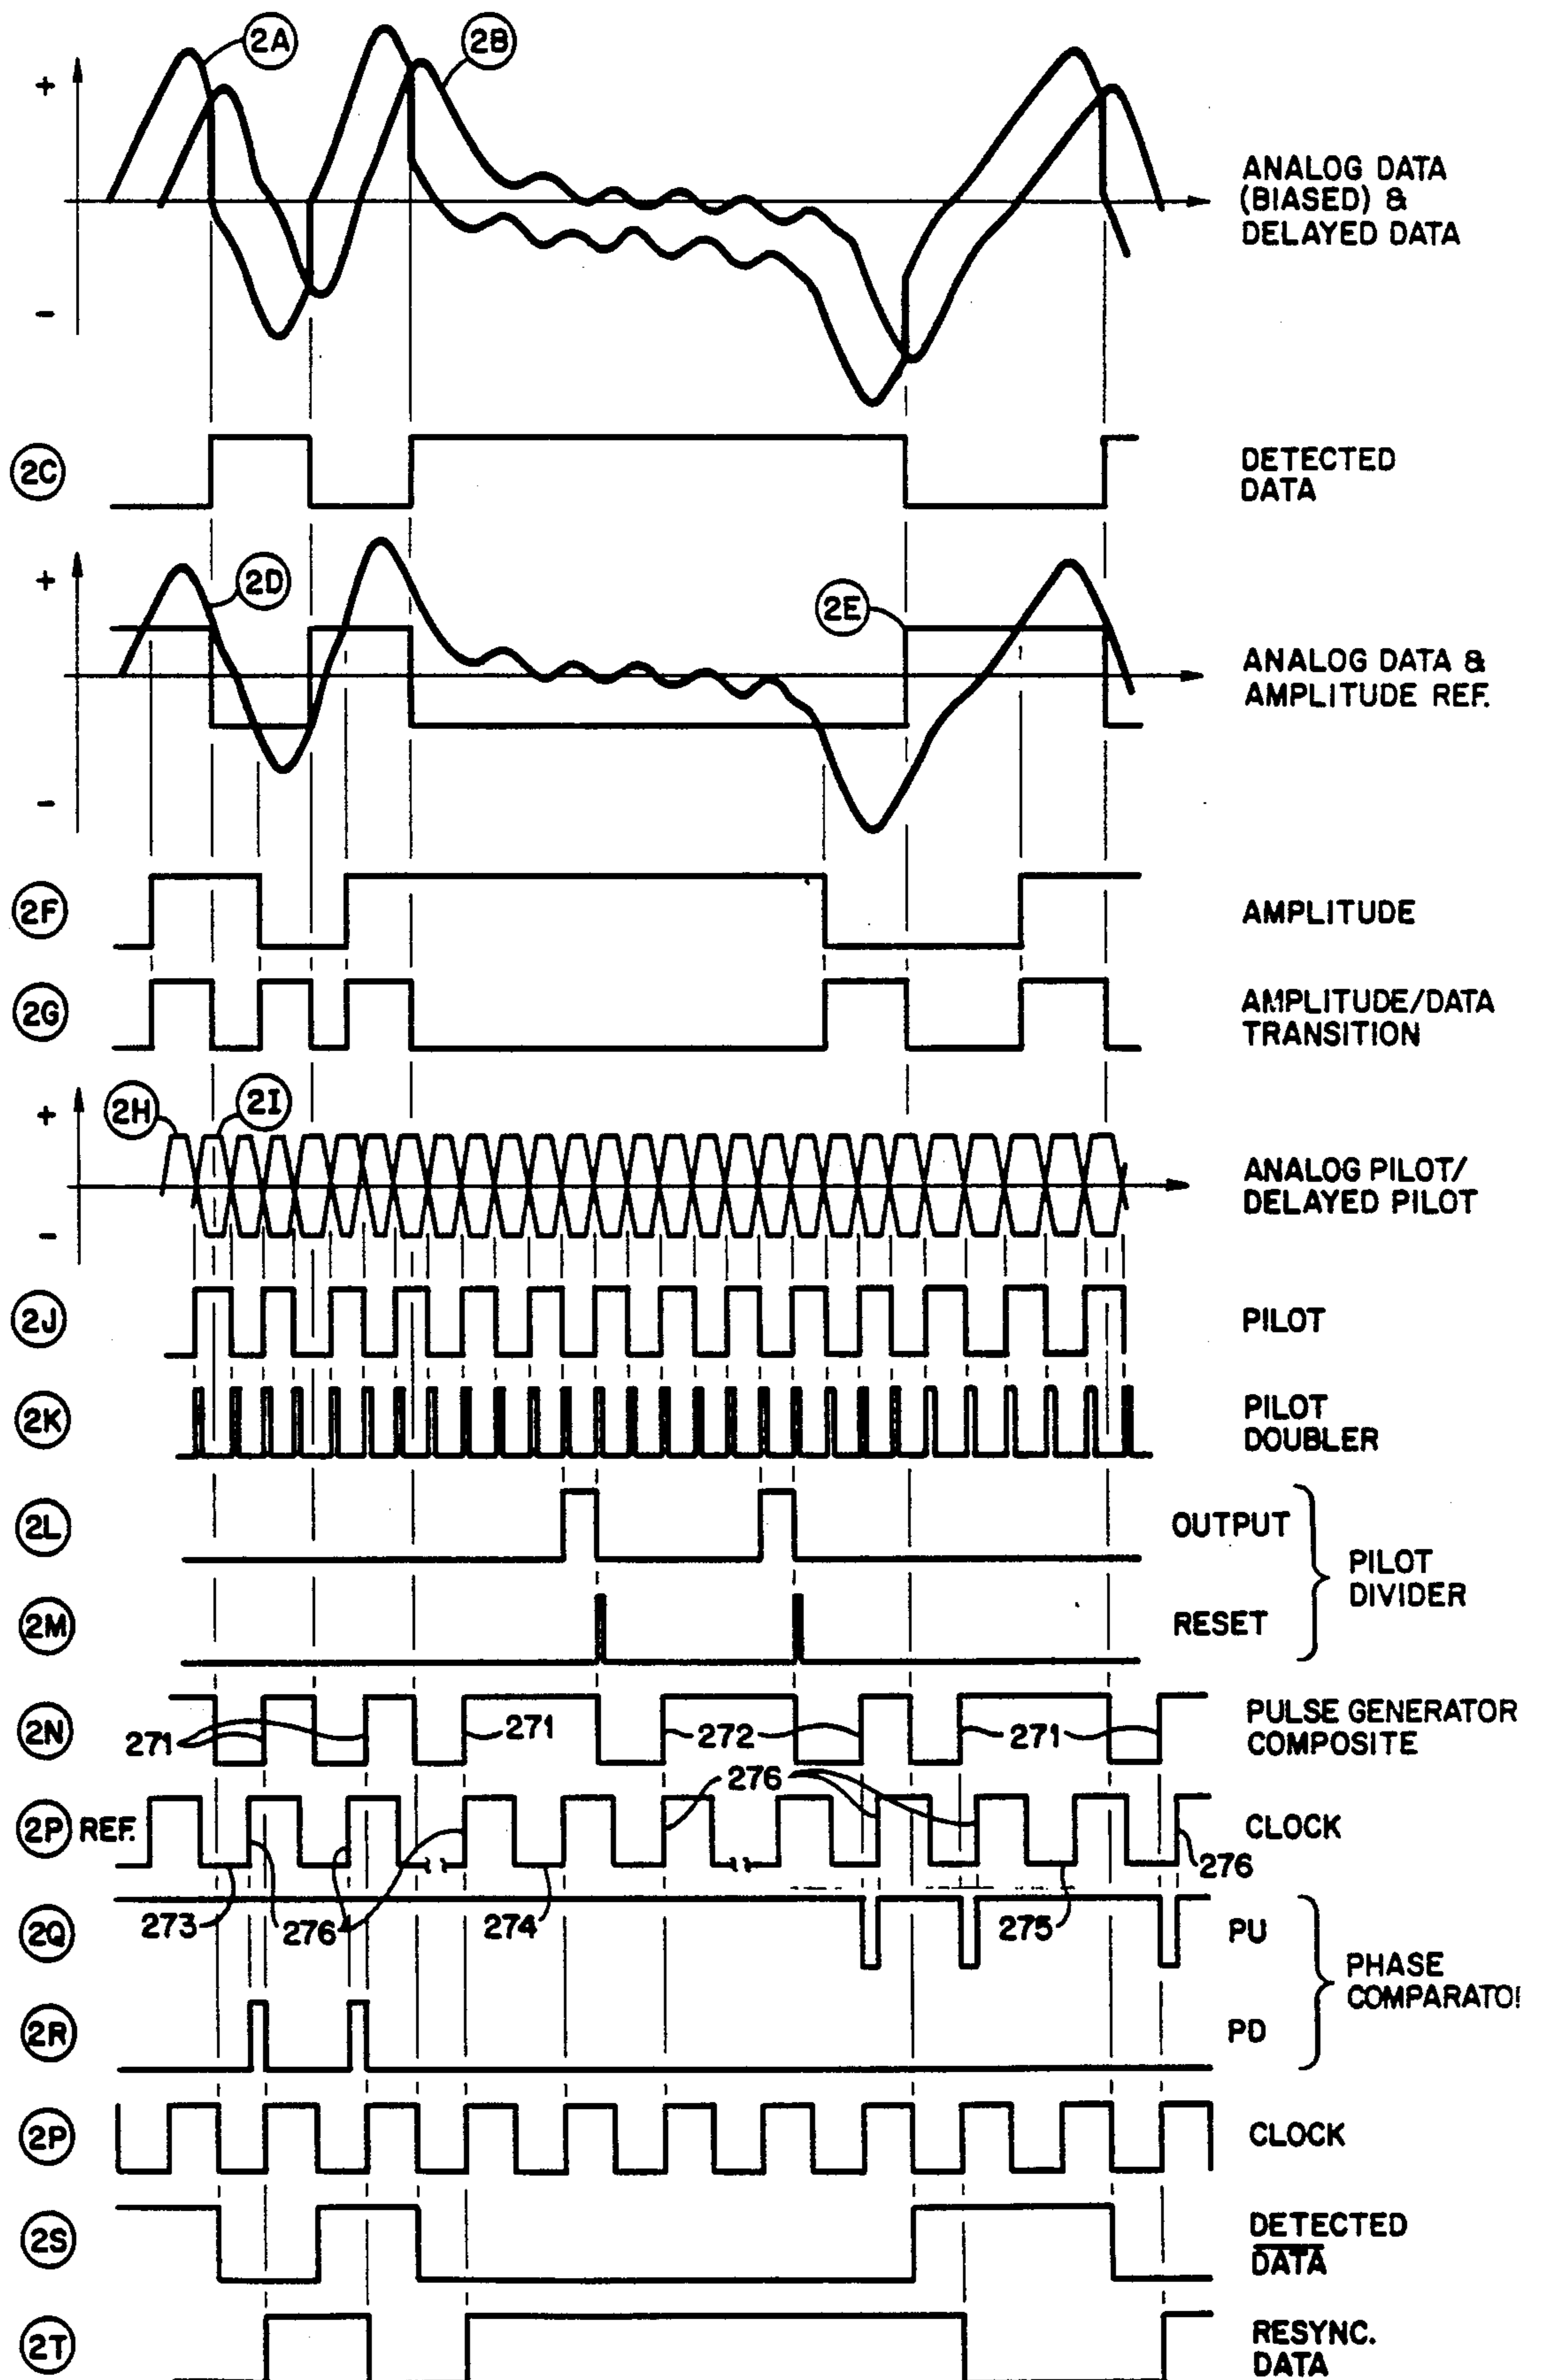 2A
2B
+
-
ANALOG DATA
(BIASED) &
DELAYED DATA
2C
DETECTED
DATA
+
-
2D
2E
ANALOG DATA &
AMPLITUDE REF.
2F
AMPLITUDE
2G
AMPLITUDE/DATA
TRANSITION
+
-
2H
2I
ANALOG PILOT/
DELAYED PILOT
2J
PILOT
2K
PILOT
DOUBLER
2L
OUTPUT
2M
RESET
PILOT
DIVIDER
2N
271
271
272
271
PULSE GENERATOR
COMPOSITE
276
2P REF.
CLOCK
276
273
276
274
275
2Q
PU
2R
PD
PHASE
COMPARATO
2P
CLOCK
2S
DETECTED
DATA
2T
RESYNC.
DATA